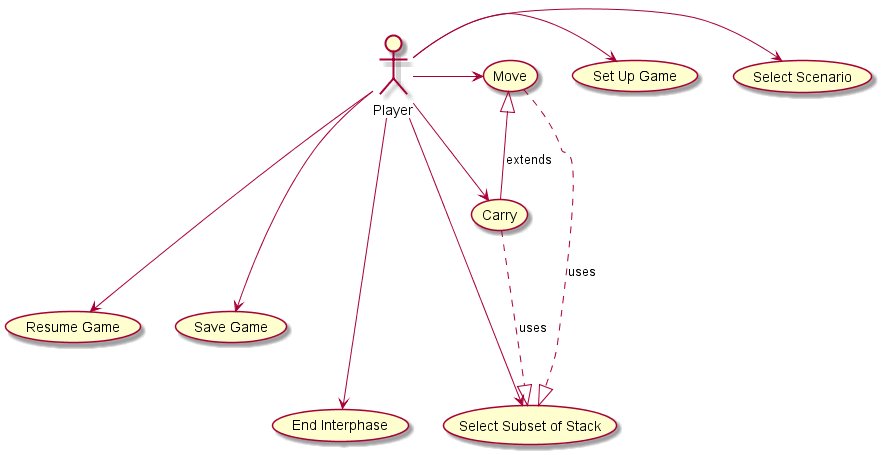 Move
Set Up Game
Select Scenario
Player
extends
Carry
uses
Resume Game
Save Game
uses
End Interphase
Select Subset of Stack